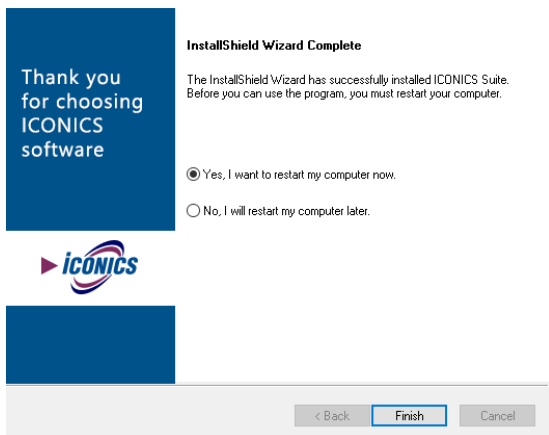 Thank you
for choosing
ICONICS
software
ICONICS
InstallShield Wizard Complete
The InstallShield Wizard has successfully installed ICONICS Suite.
Before you can use the program, you must restart your computer.
Yes, I want to restart my computer now.
No, I will restart my computer later.
< Back
Finish
Cancel